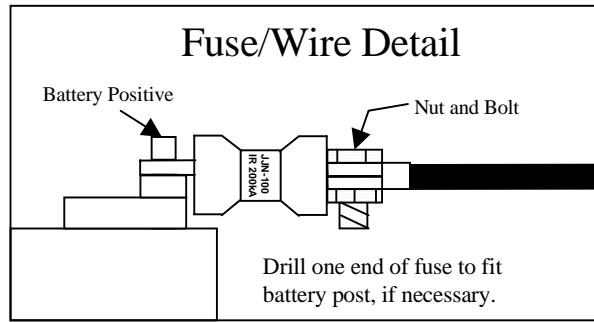 Fuse/Wire Detail
Battery Positive
Nut and Bolt
JJN-100
IR 200kA
Drill one end of fuse to fit
battery post, if necessary.